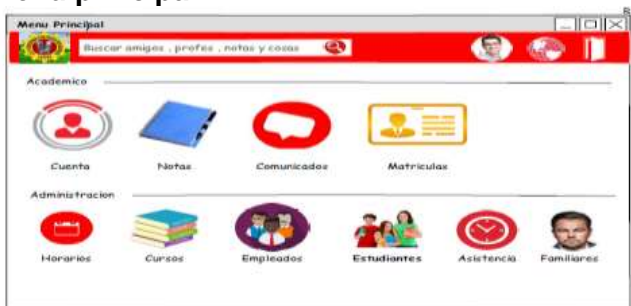 Menu Principal
Buscar amigos , profes , notas y cosas
Academico
Cuenta Notas Comunicados Matriculas
Administracion
Horarios Cursos Empleados Estudiantes Asistencia Familiares